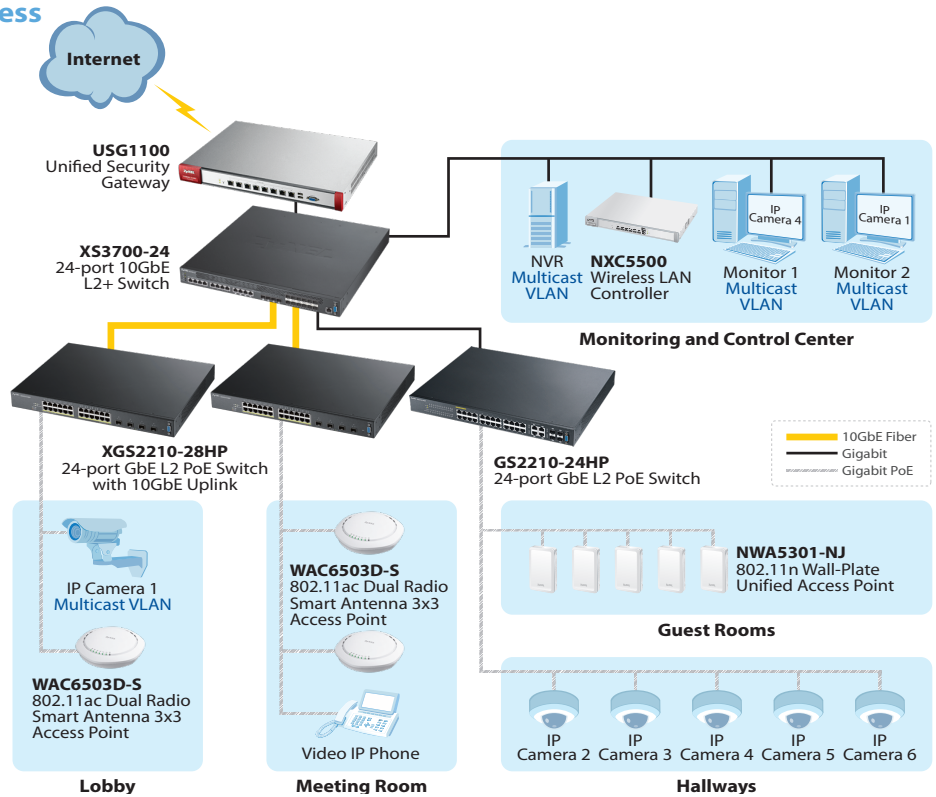 ess
Internet
USG1100
Unified Security
Gateway
XS3700-24
24-port 10GbE
L2+ Switch
NVR
Multicast
VLAN
NXC5500
Wireless LAN
Controller
IP
Camera 4
Monitor 1
Multicast
VLAN
IP
Camera 1
Monitor 2
Multicast
VLAN
Monitoring and Control Center
XGS2210-28HP
24-port GbE L2 PoE Switch
with 10GbE Uplink
GS2210-24HP
24-port GbE L2 PoE Switch
10GbE Fiber
Gigabit
Gigabit PoE
IP Camera 1
Multicast VLAN
WAC6503D-S
802.11ac Dual Radio
Smart Antenna 3x3
Access Point
Lobby
WAC6503D-S
802.11ac Dual Radio
Smart Antenna 3x3
Access Point
Video IP Phone
Meeting Room
NWA5301-NJ
802.11n Wall-Plate
Unified Access Point
Guest Rooms
IP
Camera 2
IP
Camera 3
IP
Camera 4
IP
Camera 5
IP
Camera 6
Hallways